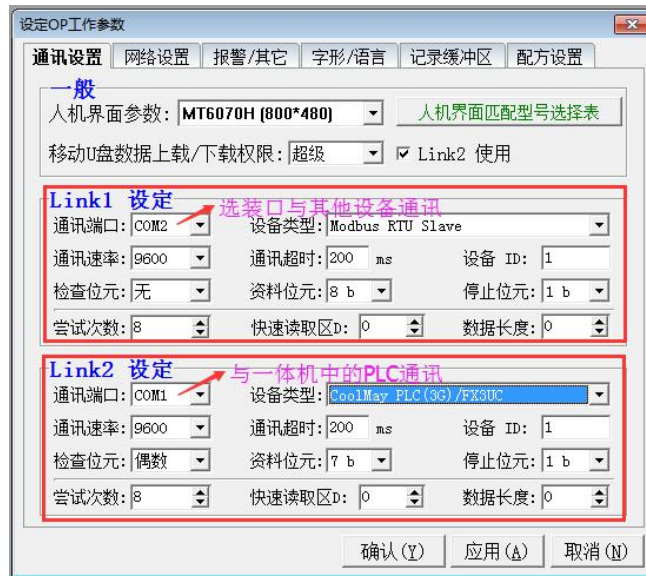 设定OP工作参数
通讯设置 网络设置 报警/其它 字形/语言 记录缓冲区 配方设置
一般
人机界面参数: MT6070H (800*480) 人机界面匹配型号选择表
移动U盘数据上载/下载权限: 超级 Link2 使用
Link1 设定
选装口与其他设备通讯
通讯端口: COM2 设备类型: Modbus RTU Slave
通讯速率: 9600 通讯超时: 200 ms 设备 ID: 1
检查位元: 无 资料位元: 8 b 停止位元: 1 b
尝试次数: 8 快速读取区D: 0 数据长度: 0
Link2 设定
与一体机中的PLC通讯
通讯端口: COM1 设备类型: CoolMay PLC(3G)/FX3UC
通讯速率: 9600 通讯超时: 200 ms 设备 ID: 1
检查位元: 偶数 资料位元: 7 b 停止位元: 1 b
尝试次数: 8 快速读取区D: 0 数据长度: 0
确认(Y) 应用(A) 取消(N)